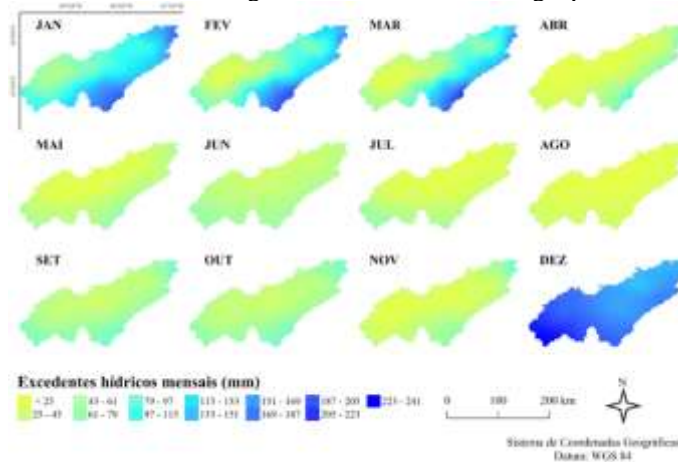 JAN FEV MAR ABR
MAI JUN JUL AGO
SET OUT NOV DEZ
Excedentes hídricos mensais (mm)
< 25 43 - 61 79 - 97 115 - 133 151 - 169 187 - 205 223 - 241
25 - 43 61 - 79 97 - 115 133 - 151 169 - 187 205 - 223
N
0 100 200 km
Sistema de Coordenadas Geográficas
Datum: WGS 84